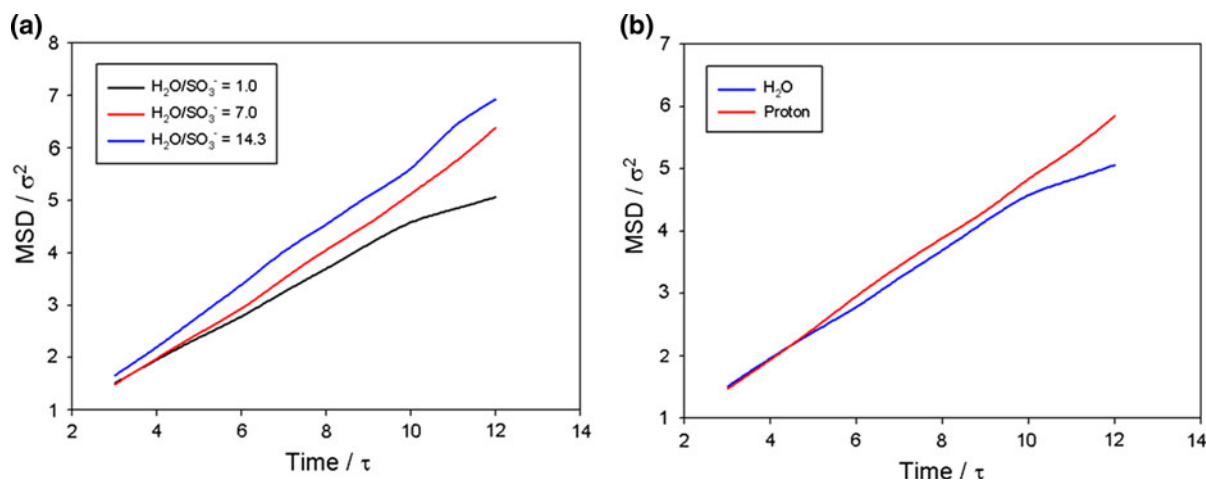 (a)
8
7
6
5
4
3
2
1
MSD / σ²
H₂O/SO₃⁻ = 1.0
H₂O/SO₃⁻ = 7.0
H₂O/SO₃⁻ = 14.3
2 4 6 8 10 12 14
Time / τ
(b)
7
6
5
4
3
2
1
MSD / σ²
H₂O
Proton
2 4 6 8 10 12 14
Time / τ